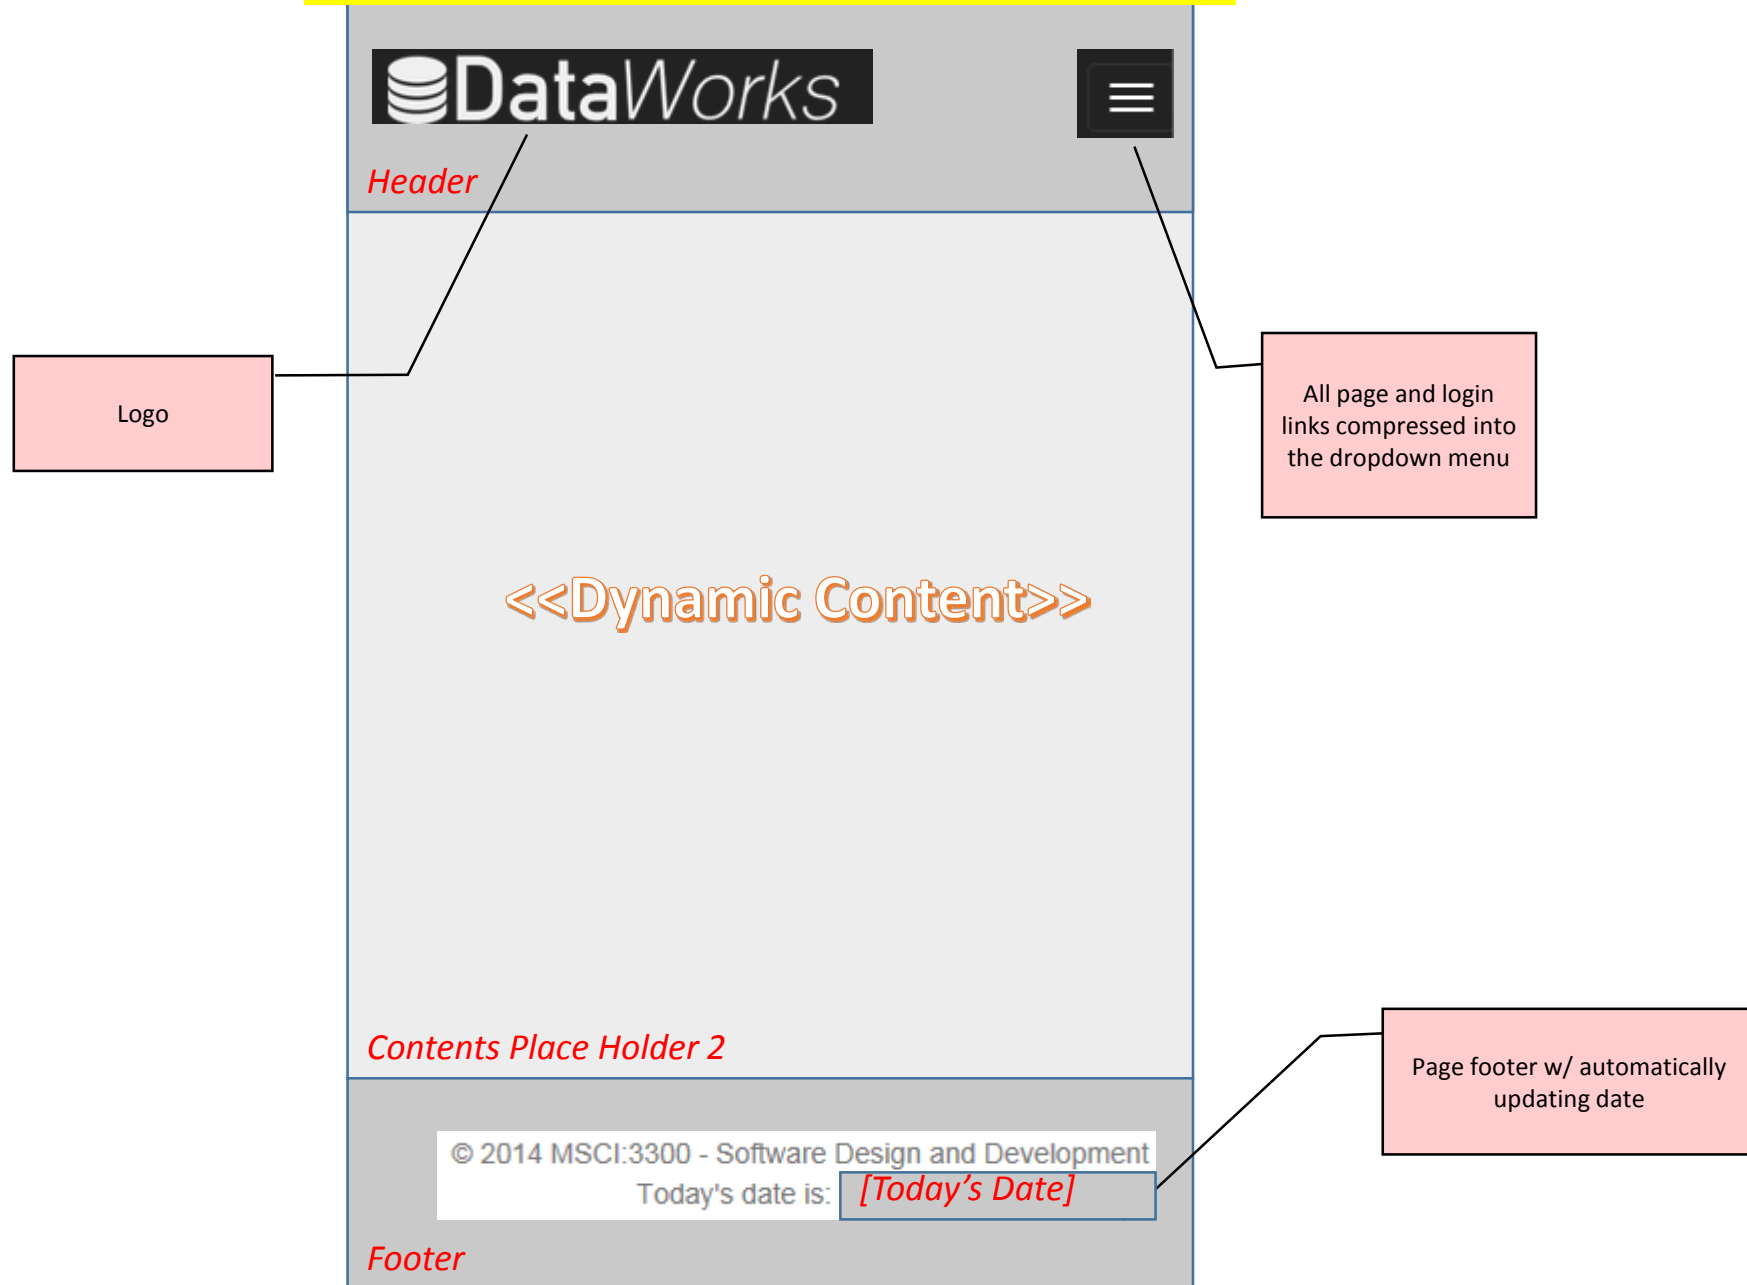 DataWorks
Header
Logo
All page and login
links compressed into
the dropdown menu
<<Dynamic Content>>
Contents Place Holder 2
Page footer w/ automatically
updating date
© 2014 MSCI:3300 - Software Design and Development
Today's date is: [Today’s Date]
Footer